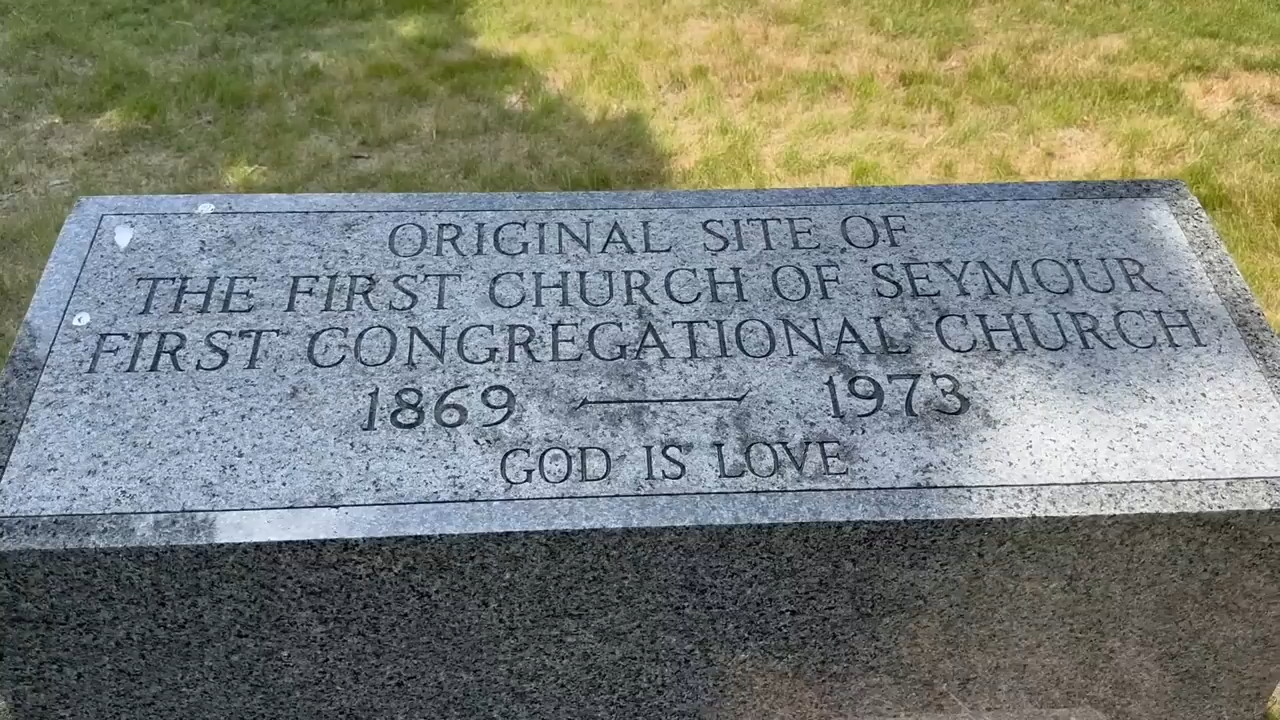 ORIGINAL SITE OF
THE FIRST CHURCH OF SEYMOUR
FIRST CONGREGATIONAL CHURCH
1869 — 1973
GOD IS LOVE